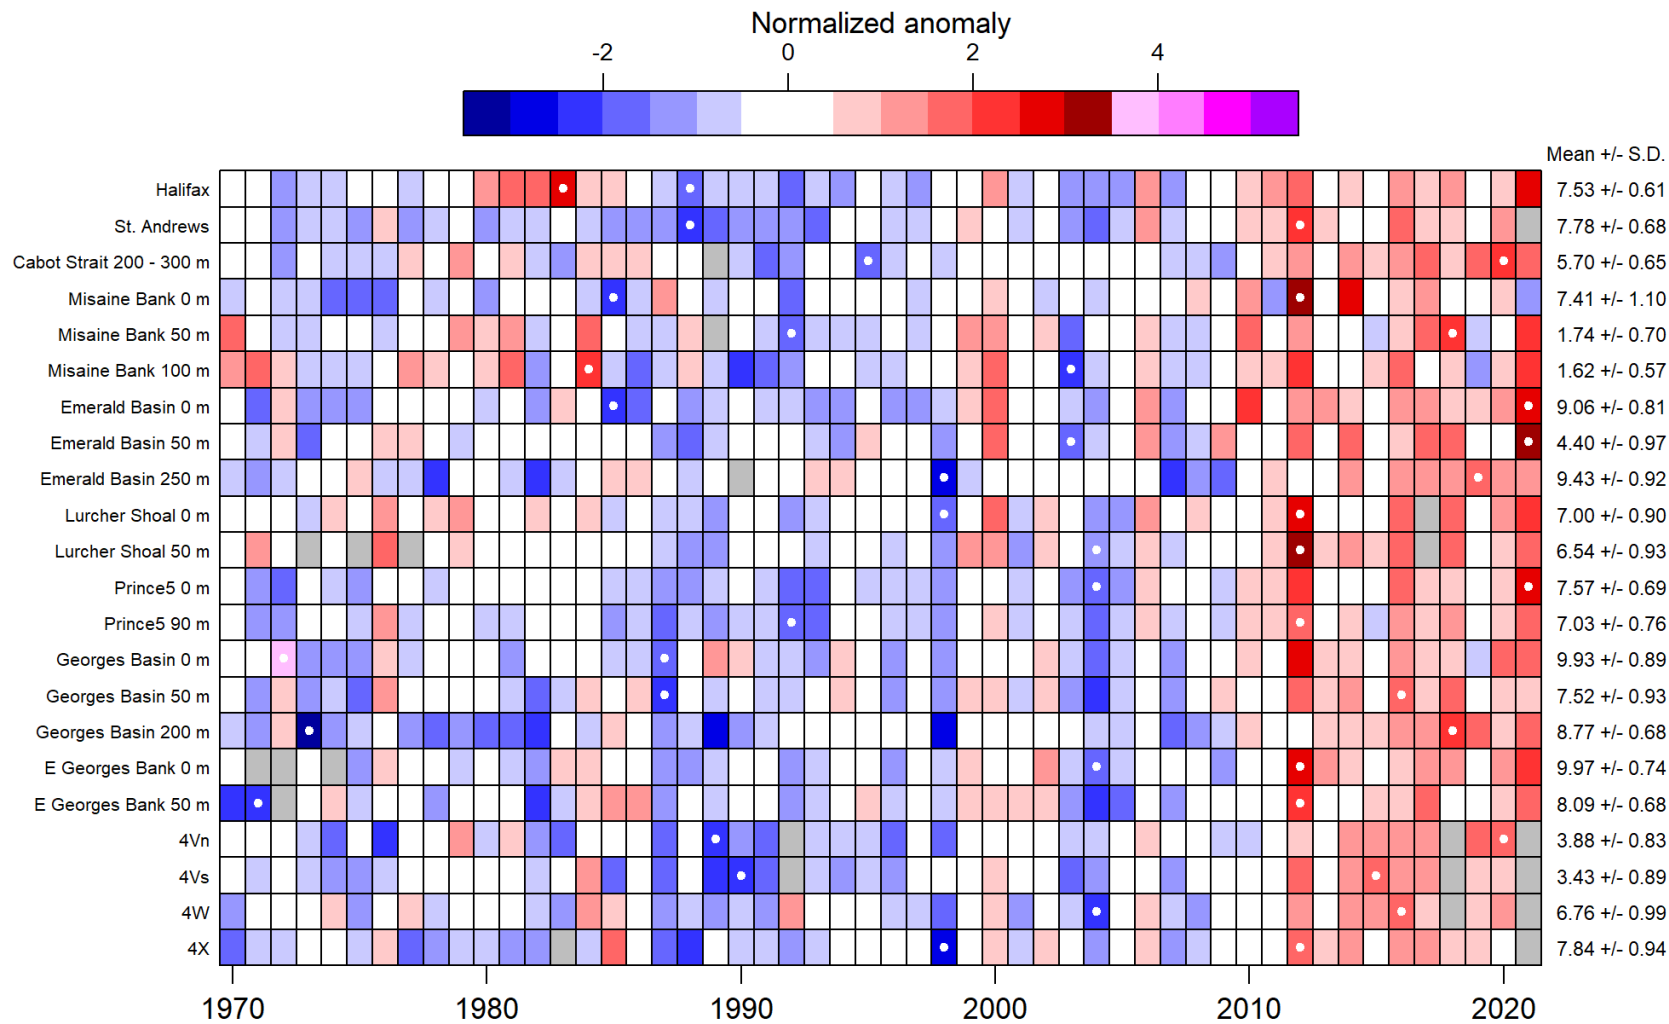 Normalized anomaly
-2 0 2 4
Mean +/- S.D.
Halifax 7.53 +/- 0.61
St. Andrews 7.78 +/- 0.68
Cabot Strait 200 - 300 m 5.70 +/- 0.65
Misaine Bank 0 m 7.41 +/- 1.10
Misaine Bank 50 m 1.74 +/- 0.70
Misaine Bank 100 m 1.62 +/- 0.57
Emerald Basin 0 m 9.06 +/- 0.81
Emerald Basin 50 m 4.40 +/- 0.97
Emerald Basin 250 m 9.43 +/- 0.92
Lurcher Shoal 0 m 7.00 +/- 0.90
Lurcher Shoal 50 m 6.54 +/- 0.93
Prince5 0 m 7.57 +/- 0.69
Prince5 90 m 7.03 +/- 0.76
Georges Basin 0 m 9.93 +/- 0.89
Georges Basin 50 m 7.52 +/- 0.93
Georges Basin 200 m 8.77 +/- 0.68
E Georges Bank 0 m 9.97 +/- 0.74
E Georges Bank 50 m 8.09 +/- 0.68
4Vn 3.88 +/- 0.83
4Vs 3.43 +/- 0.89
4W 6.76 +/- 0.99
4X 7.84 +/- 0.94
1970 1980 1990 2000 2010 2020